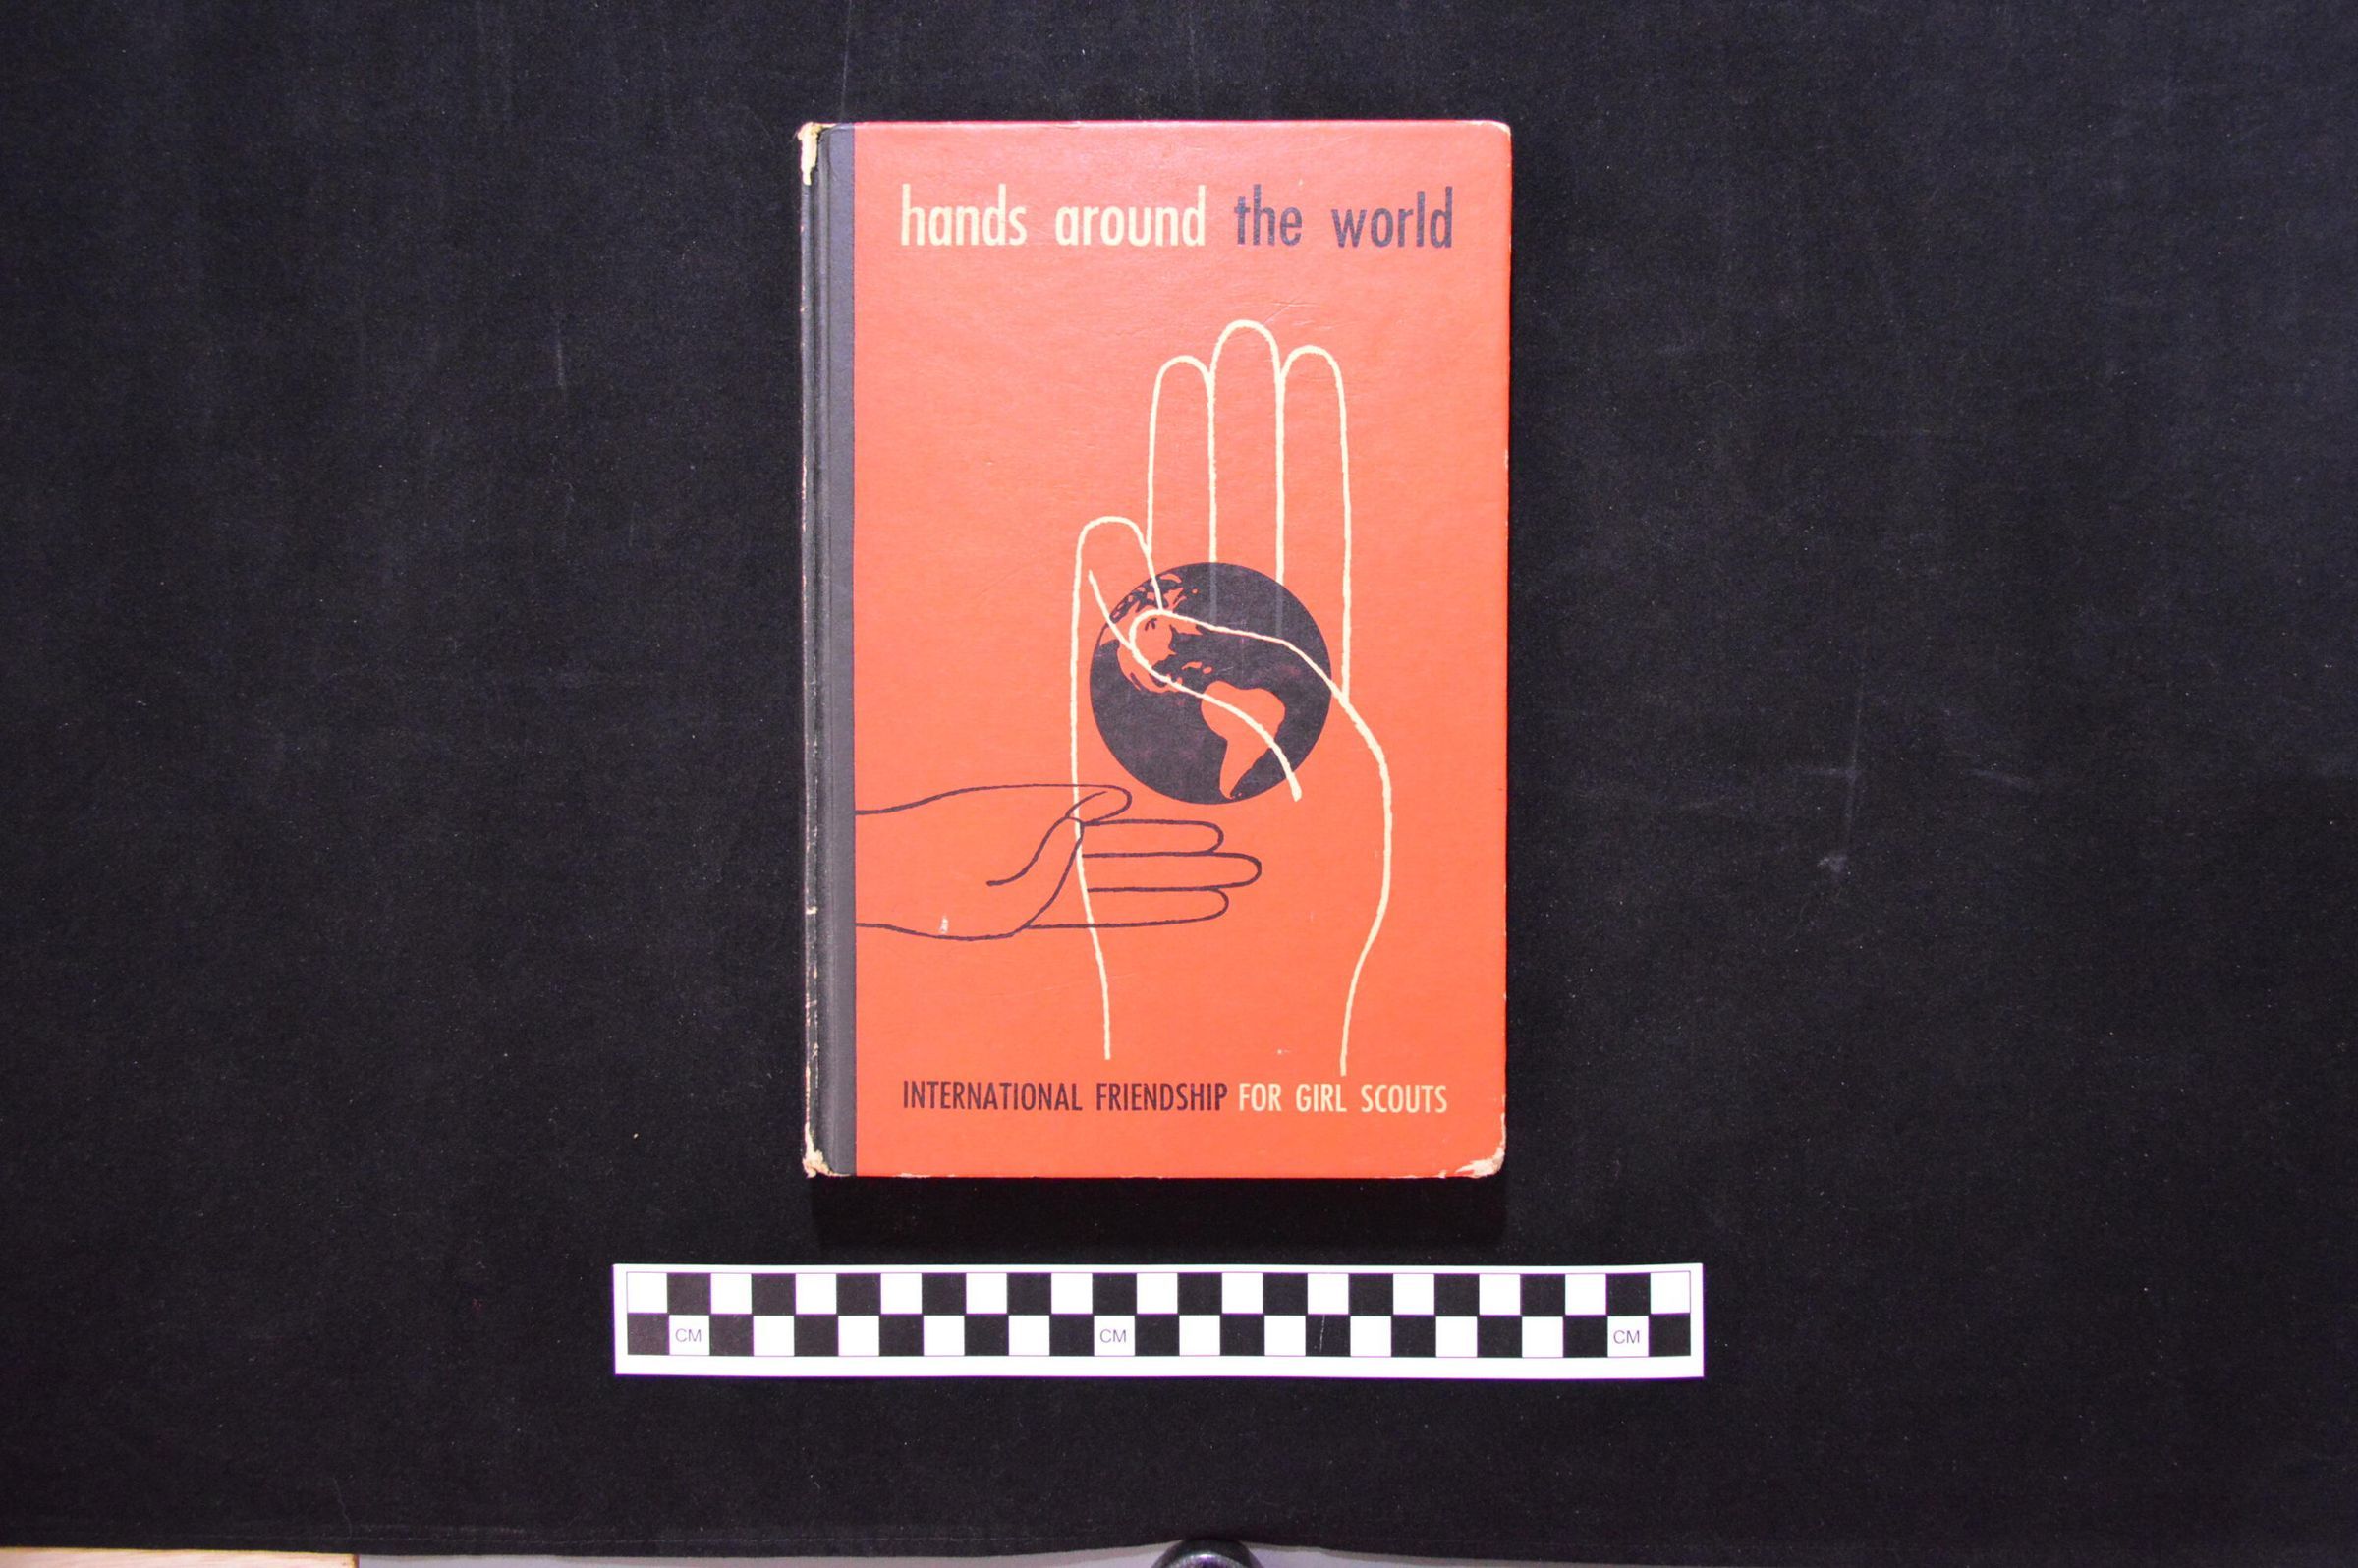 hands around the world
INTERNATIONAL FRIENDSHIP FOR GIRL SCOUTS
CM CM CM